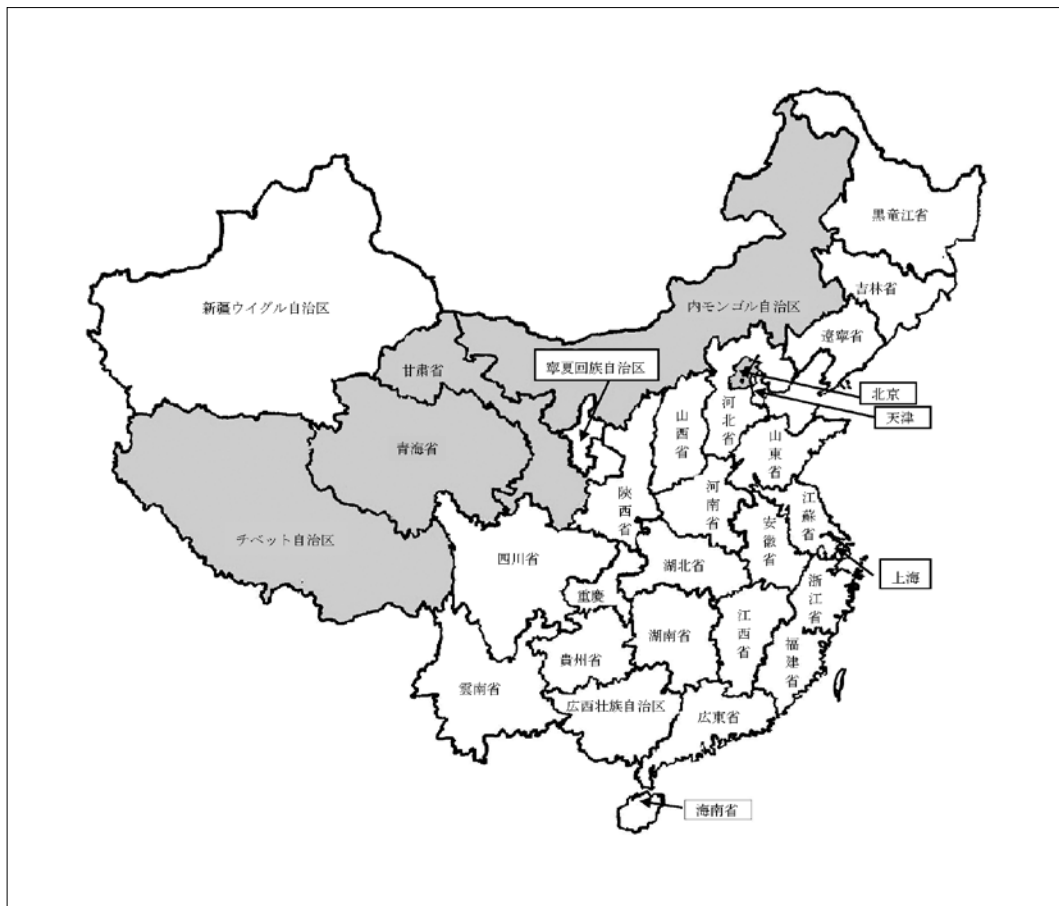 黒竜江省
吉林省
新疆ウイグル自治区
内モンゴル自治区
遼寧省
甘肃省
寧夏回族自治区
北京
天津
山西省
河北省
山東省
青海省
陝西省
河南省
江蘇省
安徽省
チベット自治区
四川省
湖北省
上海
重慶
浙江省
湖南省
江西省
貴州省
福建省
雲南省
広西壮族自治区
広東省
海南省